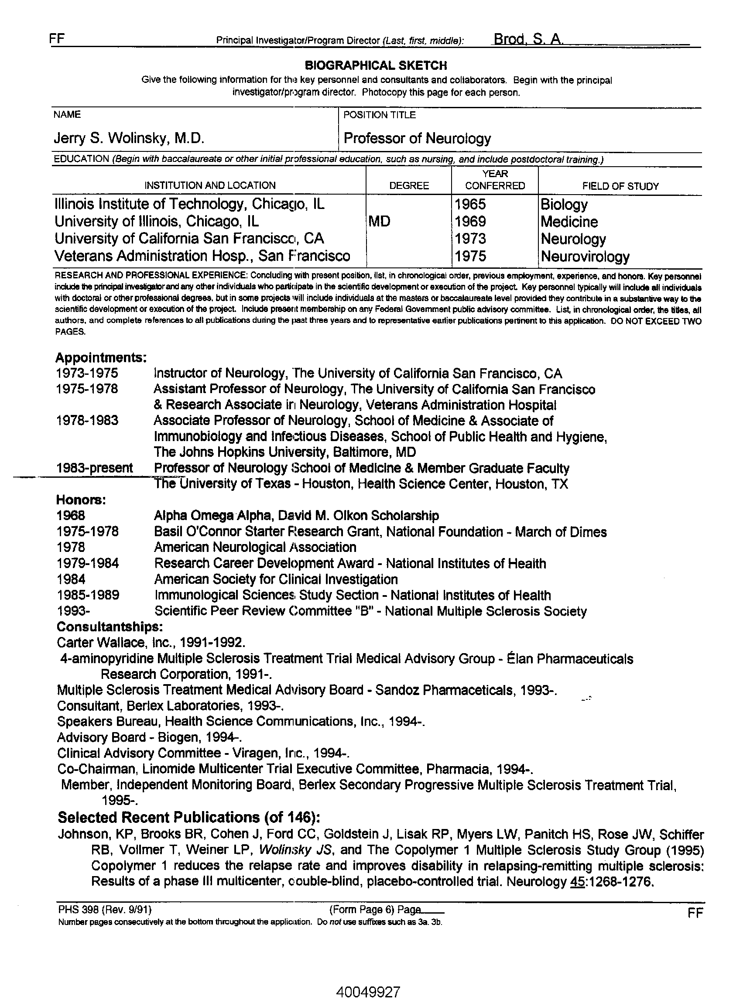 FF Principal Investigator/Program Director (Last, first, middle): Brod, S. A.
BIOGRAPHICAL SKETCH
Give the following information for the key personnel and consultants and collaborators. Begin with the principal
investigator/program director. Photocopy this page for each person.
NAME POSITION TITLE
Jerry S. Wolinsky, M.D. Professor of Neurology
EDUCATION (Begin with baccalaureate or other initial professional education, such as nursing, and include postdoctoral training.)
INSTITUTION AND LOCATION DEGREE YEAR CONFERRED FIELD OF STUDY
Illinois Institute of Technology, Chicago, IL 1965 Biology
University of Illinois, Chicago, IL MD 1969 Medicine
University of California San Francisco, CA 1973 Neurology
Veterans Administration Hosp., San Francisco 1975 Neurovirology
RESEARCH AND PROFESSIONAL EXPERIENCE: Concluding with present position, list, in chronological order, previous employment, experience, and honors. Key personnel
include the principal investigator and any other individuals who participate in the scientific development or execution of the project. Key personnel typically will include all individuals
with doctoral or other professional degrees, but in some projects will include individuals at the masters or baccalaureate level provided they contribute in a substantive way to the
scientific development or execution of the project. Include present membership on any Federal Government public advisory committee. List, in chronological order, the titles, all
authors, and complete references to all publications during the past three years and to representative earlier publications pertinent to this application. DO NOT EXCEED TWO
PAGES.
Appointments:
1973-1975 Instructor of Neurology, The University of California San Francisco, CA
1975-1978 Assistant Professor of Neurology, The University of California San Francisco
& Research Associate in Neurology, Veterans Administration Hospital
1978-1983 Associate Professor of Neurology, School of Medicine & Associate of
Immunobiology and Infectious Diseases, School of Public Health and Hygiene,
The Johns Hopkins University, Baltimore, MD
1983-present Professor of Neurology School of Medicine & Member Graduate Faculty
The University of Texas - Houston, Health Science Center, Houston, TX
Honors:
1968 Alpha Omega Alpha, David M. Olkon Scholarship
1975-1978 Basil O'Connor Starter Research Grant, National Foundation - March of Dimes
1978 American Neurological Association
1979-1984 Research Career Development Award - National Institutes of Health
1984 American Society for Clinical Investigation
1985-1989 Immunological Sciences Study Section - National Institutes of Health
1993- Scientific Peer Review Committee "B" - National Multiple Sclerosis Society
Consultantships:
Carter Wallace, Inc., 1991-1992.
4-aminopyridine Multiple Sclerosis Treatment Trial Medical Advisory Group - Élan Pharmaceuticals
Research Corporation, 1991-.
Multiple Sclerosis Treatment Medical Advisory Board - Sandoz Pharmaceticals, 1993-.
Consultant, Berlex Laboratories, 1993-.
Speakers Bureau, Health Science Communications, Inc., 1994-.
Advisory Board - Biogen, 1994-.
Clinical Advisory Committee - Viragen, Inc., 1994-.
Co-Chairman, Linomide Multicenter Trial Executive Committee, Pharmacia, 1994-.
Member, Independent Monitoring Board, Berlex Secondary Progressive Multiple Sclerosis Treatment Trial,
1995-.
Selected Recent Publications (of 146):
Johnson, KP, Brooks BR, Cohen J, Ford CC, Goldstein J, Lisak RP, Myers LW, Panitch HS, Rose JW, Schiffer
RB, Vollmer T, Weiner LP, Wolinsky JS, and The Copolymer 1 Multiple Sclerosis Study Group (1995)
Copolymer 1 reduces the relapse rate and improves disability in relapsing-remitting multiple sclerosis:
Results of a phase III multicenter, double-blind, placebo-controlled trial. Neurology 45:1268-1276.
PHS 398 (Rev. 9/91) (Form Page 6) Page FF
Number pages consecutively at the bottom throughout the application. Do not use suffixes such as 3a. 3b.
40049927